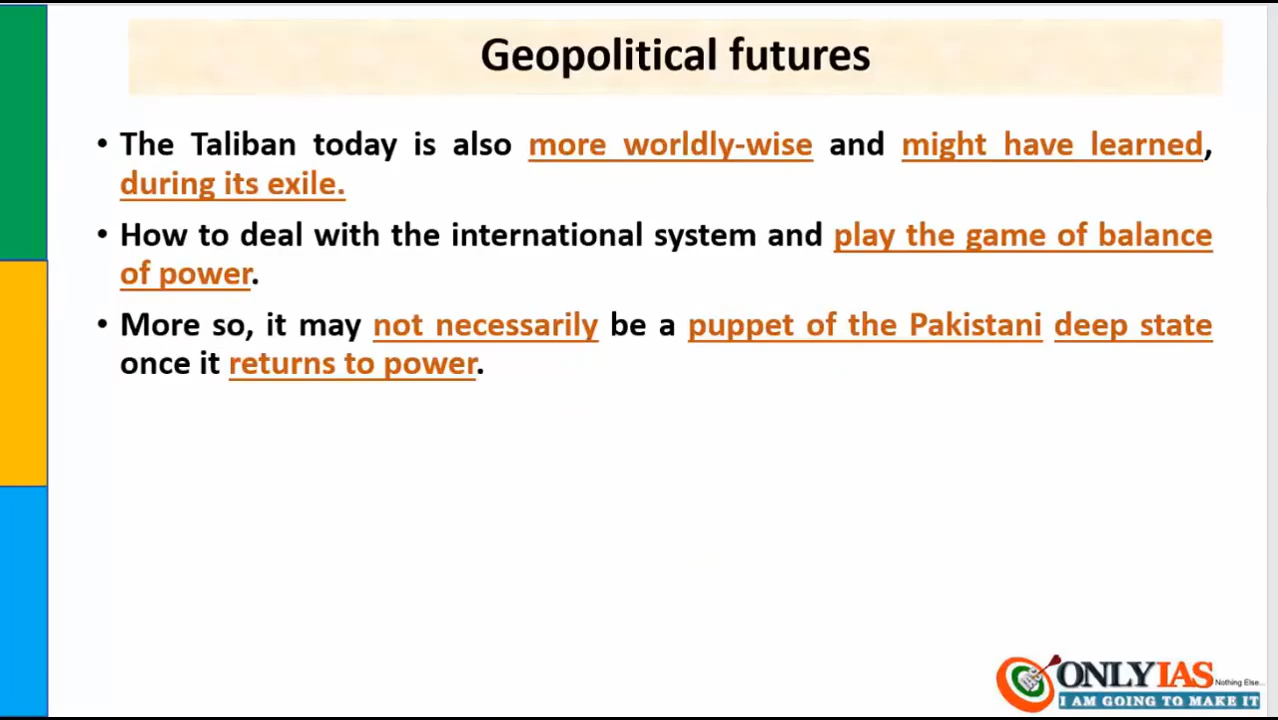 Geopolitical futures
• The Taliban today is also more worldly-wise and might have learned,
during its exile.
• How to deal with the international system and play the game of balance
of power.
• More so, it may not necessarily be a puppet of the Pakistani deep state
once it returns to power.
ONLY IAS Nothing Else...
I AM GOING TO MAKE IT